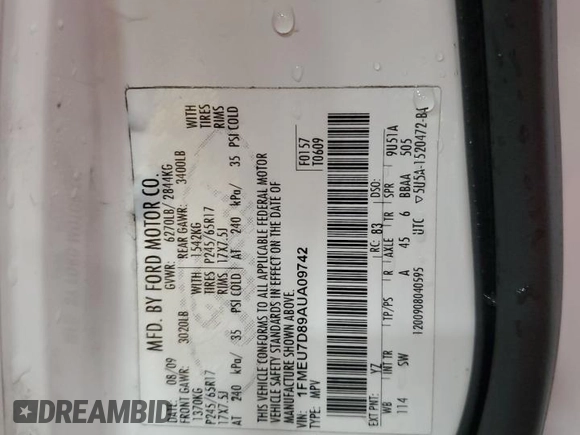 MFD. BY FORD MOTOR CO.
DATE: 08/09 GVWR: 6270LB/ 2844KG
FRONT GAWR: 3020LB REAR GAWR: 3400LB
1370KG WITH 1542KG WITH
P245/65R17 TIRES P245/65R17 TIRES
17X7.5J RIMS 17X7.5J RIMS
AT 240 kPa/ 35 PSI COLD AT 240 kPa/ 35 PSI COLD
THIS VEHICLE CONFORMS TO ALL APPLICABLE FEDERAL MOTOR
VEHICLE SAFETY STANDARDS IN EFFECT ON THE DATE OF
MANUFACTURE SHOWN ABOVE.
VIN: 1FMEU7D89AUA09742
TYPE: MPV
F0157
T0609
EXT PNT: YZ RC: 83 DSO:
WB INT TR TP/PS R AXLE TR SPR
114 SW A 45 6 BBAA 9U51A
505
1200908040595 UTC ▽5U5A-1520472-BA
DREAMBID